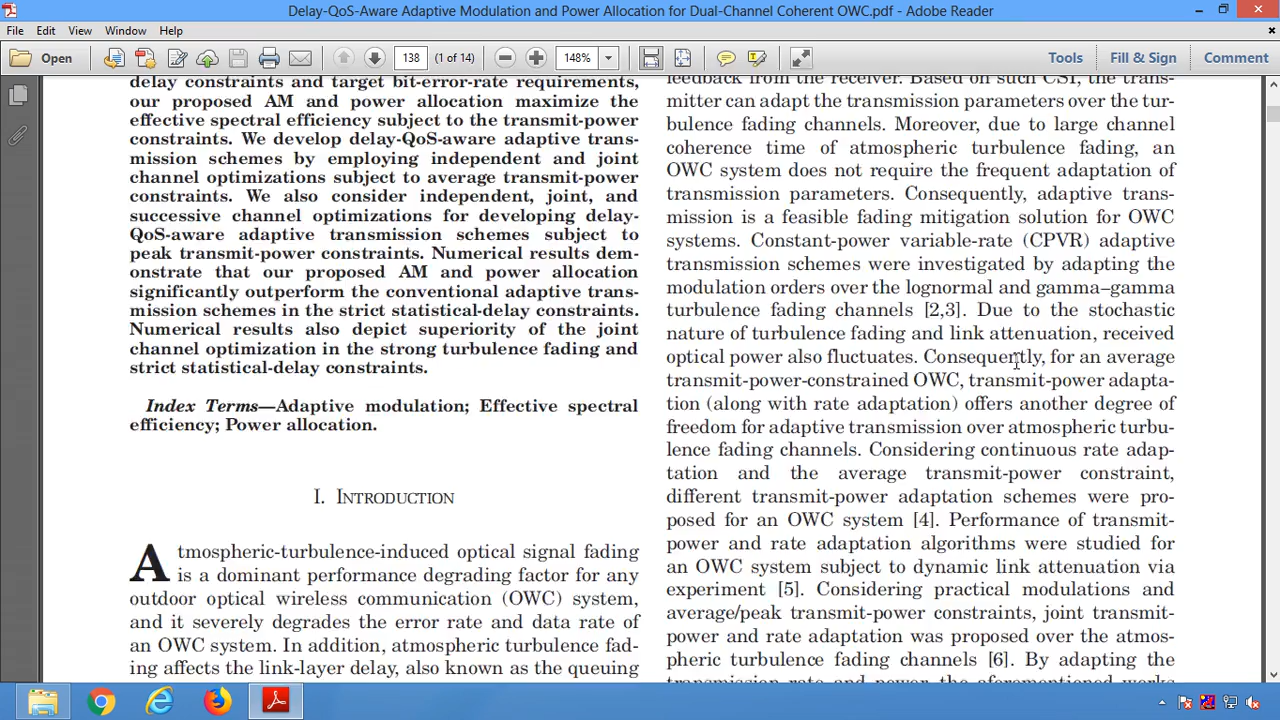 Delay-QoS-Aware Adaptive Modulation and Power Allocation for Dual-Channel Coherent OWC.pdf - Adobe Reader
File Edit View Window Help
Open 138 (1 of 14) 148% Tools Fill & Sign Comment
delay constraints and target bit-error-rate requirements,
our proposed AM and power allocation maximize the
effective spectral efficiency subject to the transmit-power
constraints. We develop delay-QoS-aware adaptive trans-
mission schemes by employing independent and joint
channel optimizations subject to average transmit-power
constraints. We also consider independent, joint, and
successive channel optimizations for developing delay-
QoS-aware adaptive transmission schemes subject to
peak transmit-power constraints. Numerical results dem-
onstrate that our proposed AM and power allocation
significantly outperform the conventional adaptive trans-
mission schemes in the strict statistical-delay constraints.
Numerical results also depict superiority of the joint
channel optimization in the strong turbulence fading and
strict statistical-delay constraints.
Index Terms—Adaptive modulation; Effective spectral
efficiency; Power allocation.
I. Introduction
Atmospheric-turbulence-induced optical signal fading
is a dominant performance degrading factor for any
outdoor optical wireless communication (OWC) system,
and it severely degrades the error rate and data rate of
an OWC system. In addition, atmospheric turbulence fad-
ing affects the link-layer delay, also known as the queuing
feedback from the receiver. Based on such CSI, the trans-
mitter can adapt the transmission parameters over the tur-
bulence fading channels. Moreover, due to large channel
coherence time of atmospheric turbulence fading, an
OWC system does not require the frequent adaptation of
transmission parameters. Consequently, adaptive trans-
mission is a feasible fading mitigation solution for OWC
systems. Constant-power variable-rate (CPVR) adaptive
transmission schemes were investigated by adapting the
modulation orders over the lognormal and gamma–gamma
turbulence fading channels [2,3]. Due to the stochastic
nature of turbulence fading and link attenuation, received
optical power also fluctuates. Consequently, for an average
transmit-power-constrained OWC, transmit-power adapta-
tion (along with rate adaptation) offers another degree of
freedom for adaptive transmission over atmospheric turbu-
lence fading channels. Considering continuous rate adap-
tation and the average transmit-power constraint,
different transmit-power adaptation schemes were pro-
posed for an OWC system [4]. Performance of transmit-
power and rate adaptation algorithms were studied for
an OWC system subject to dynamic link attenuation via
experiment [5]. Considering practical modulations and
average/peak transmit-power constraints, joint transmit-
power and rate adaptation was proposed over the atmos-
pheric turbulence fading channels [6]. By adapting the
transmission rate and power, the aforementioned works